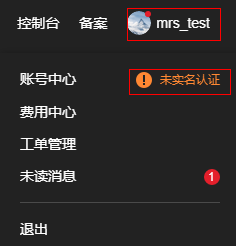 控制台 备案 mrs_test
账号中心 未实名认证
费用中心
工单管理
未读消息 1
退出